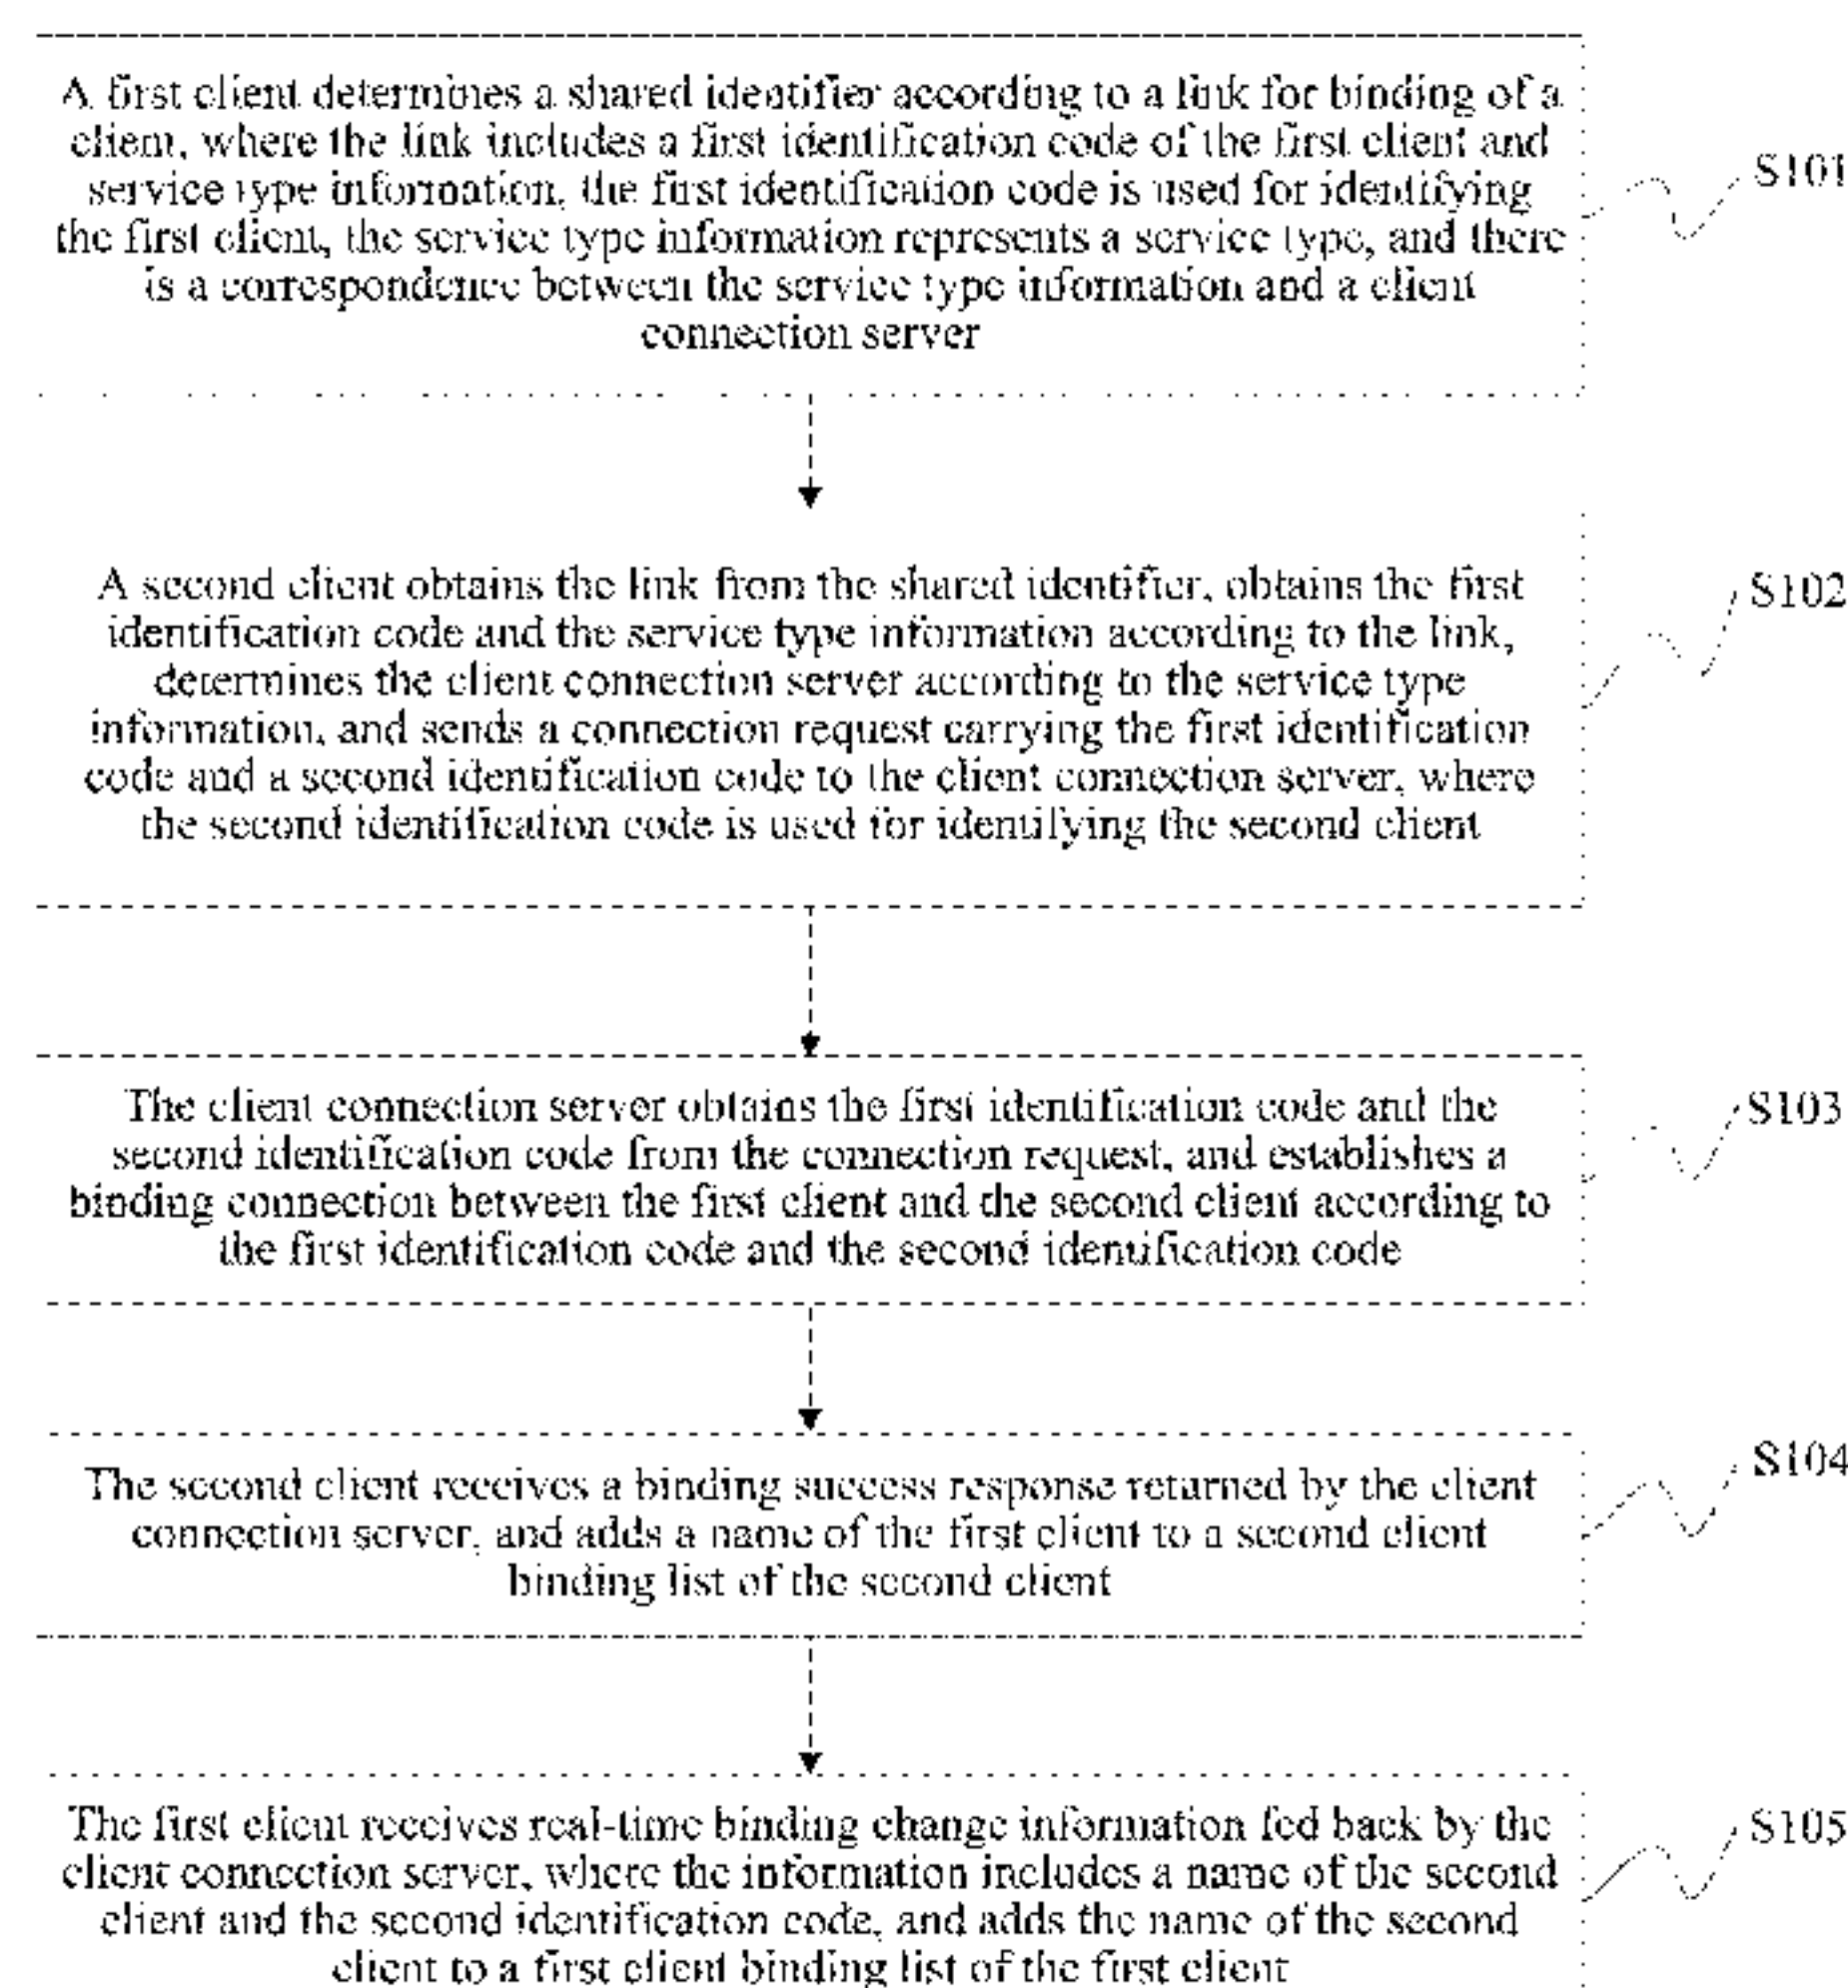 A first client determines a shared identifier according to a link for binding of a
client, where the link includes a first identification code of the first client and
service type information, the first identification code is used for identifying
the first client, the service type information represents a service type, and there
is a correspondence between the service type information and a client
connection server
S101
A second client obtains the link from the shared identifier, obtains the first
identification code and the service type information according to the link,
determines the client connection server according to the service type
information, and sends a connection request carrying the first identification
code and a second identification code to the client connection server, where
the second identification code is used for identifying the second client
S102
The client connection server obtains the first identification code and the
second identification code from the connection request, and establishes a
binding connection between the first client and the second client according to
the first identification code and the second identification code
S103
The second client receives a binding success response returned by the client
connection server, and adds a name of the first client to a second client
binding list of the second client
S104
The first client receives real-time binding change information fed back by the
client connection server, where the information includes a name of the second
client and the second identification code, and adds the name of the second
client to a first client binding list of the first client
S105